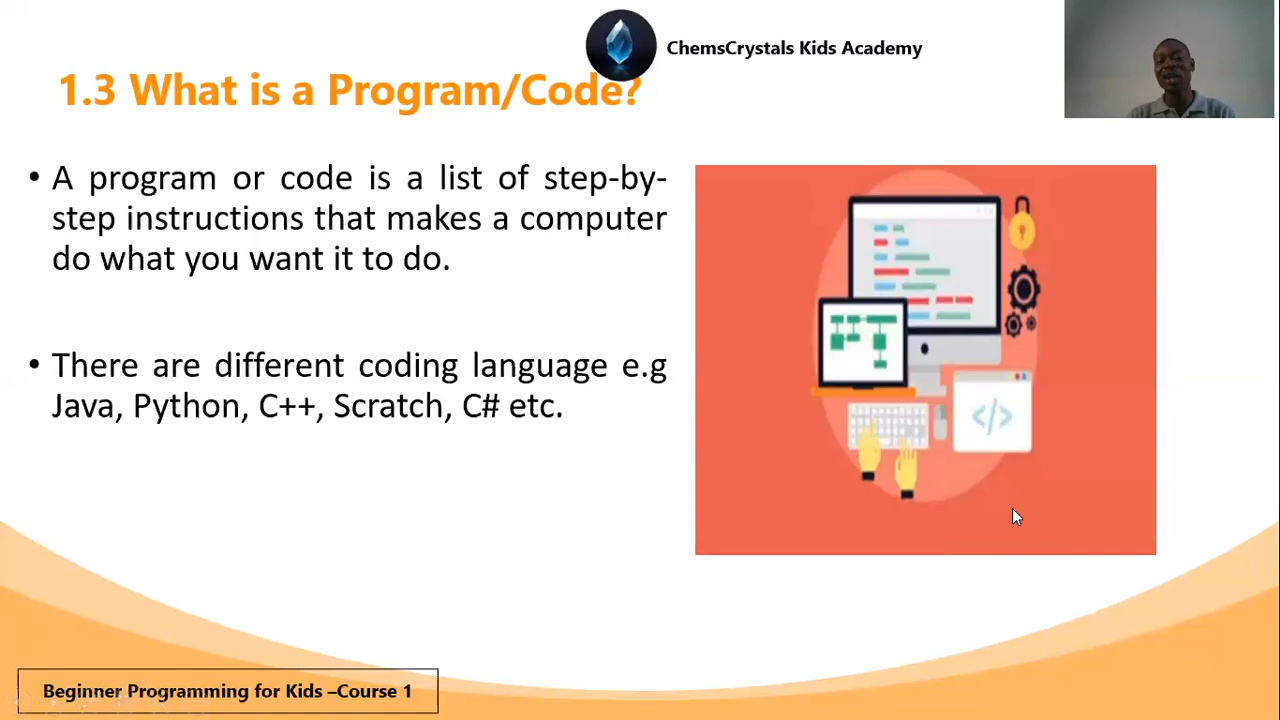 ChemsCrystals Kids Academy
1.3 What is a Program/Code?
• A program or code is a list of step-by-
step instructions that makes a computer
do what you want it to do.
• There are different coding language e.g
Java, Python, C++, Scratch, C# etc.
</>
Beginner Programming for Kids –Course 1